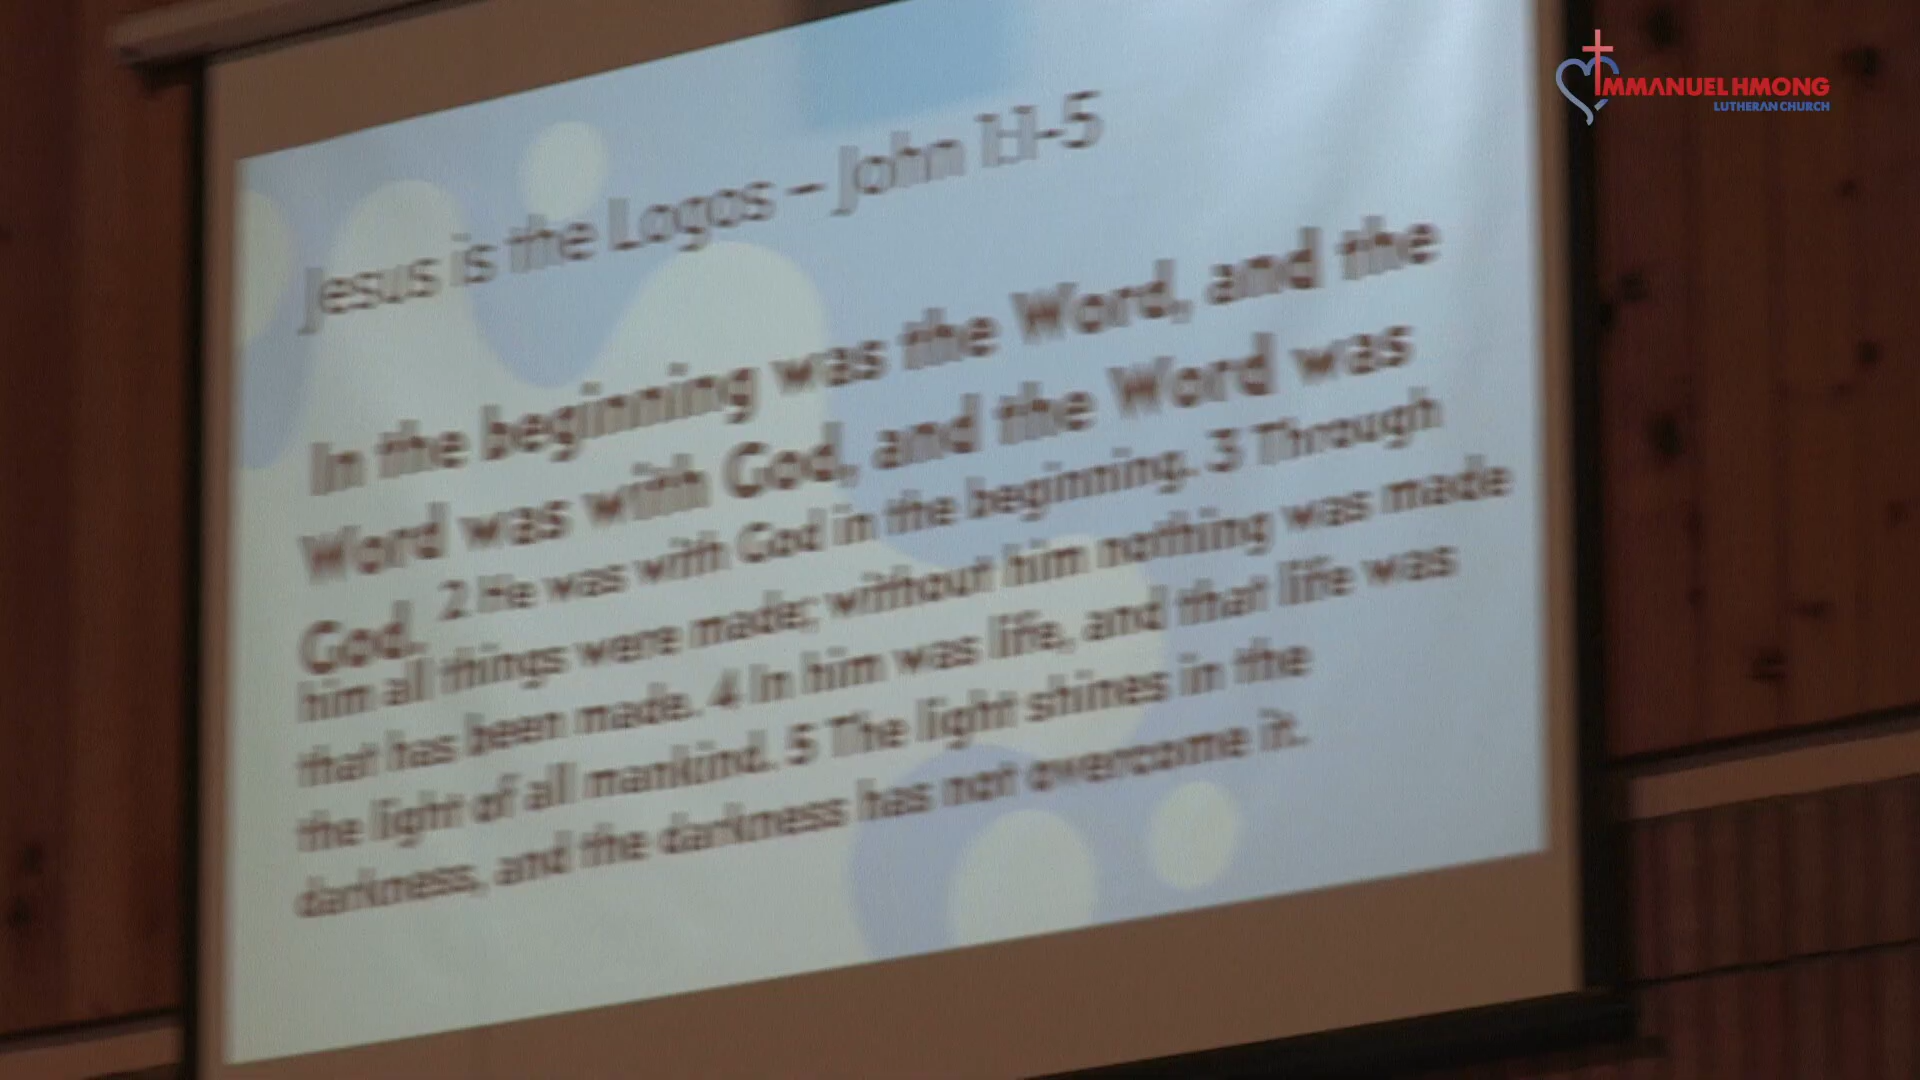 Jesus is the Logos – John 1:1-5
In the beginning was the Word, and the
Word was with God, and the Word was
God. 2 He was with God in the beginning. 3 Through
him all things were made; without him nothing was made
that has been made. 4 In him was life, and that life was
the light of all mankind. 5 The light shines in the
darkness, and the darkness has not overcome it.
IMMANUEL HMONG
LUTHERAN CHURCH